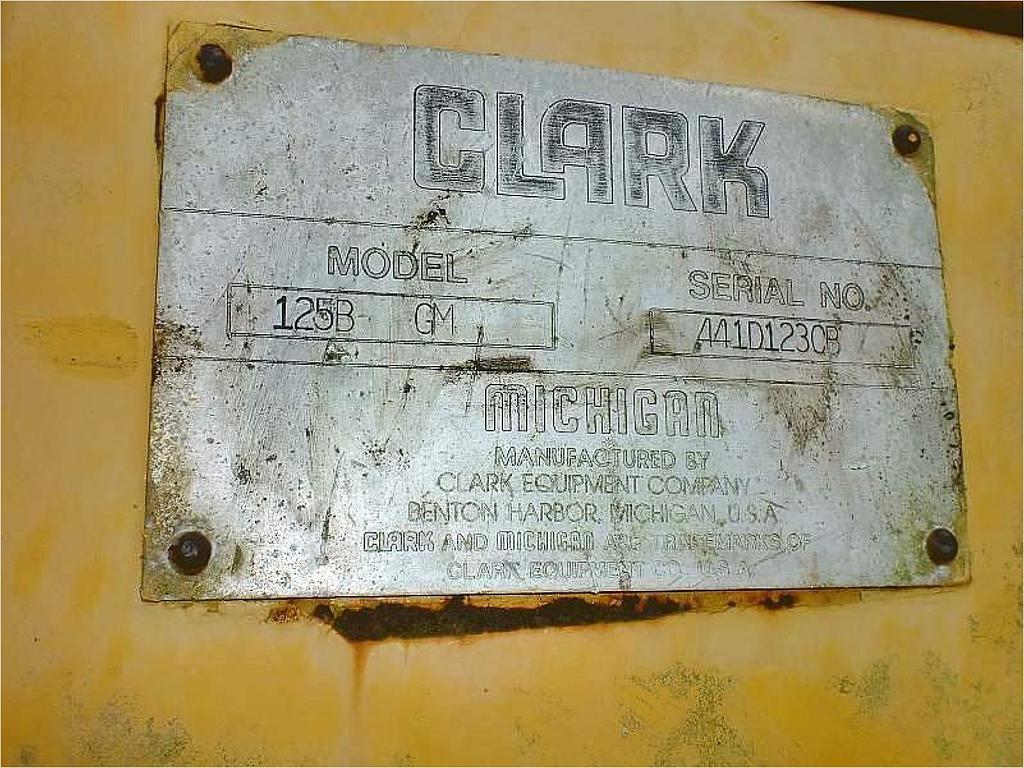 CLARK
MODEL SERIAL NO.
125B GM 441D1230B
MICHIGAN
MANUFACTURED BY
CLARK EQUIPMENT COMPANY
BENTON HARBOR, MICHIGAN, U.S.A.
CLARK AND MICHIGAN ARE TRADEMARKS OF
CLARK EQUIPMENT CO. U.S.A.